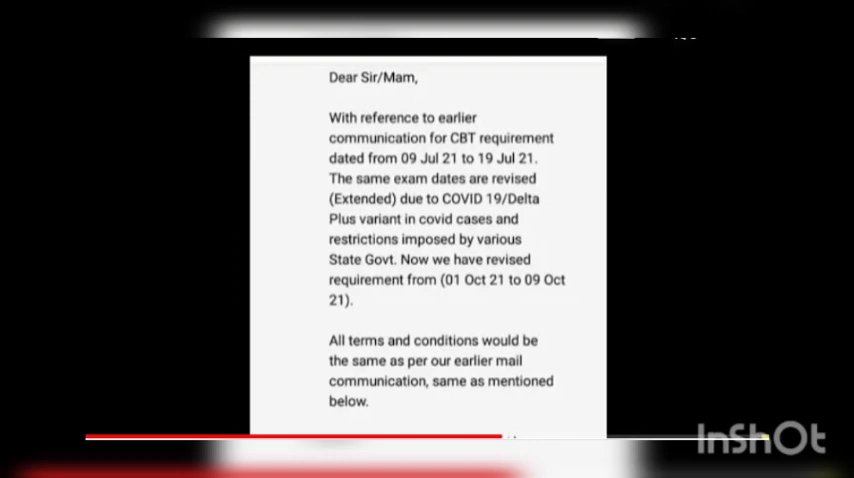 Dear Sir/Mam,
With reference to earlier
communication for CBT requirement
dated from 09 Jul 21 to 19 Jul 21.
The same exam dates are revised
(Extended) due to COVID 19/Delta
Plus variant in covid cases and
restrictions imposed by various
State Govt. Now we have revised
requirement from (01 Oct 21 to 09 Oct
21).
All terms and conditions would be
the same as per our earlier mail
communication, same as mentioned
below.
InShOt